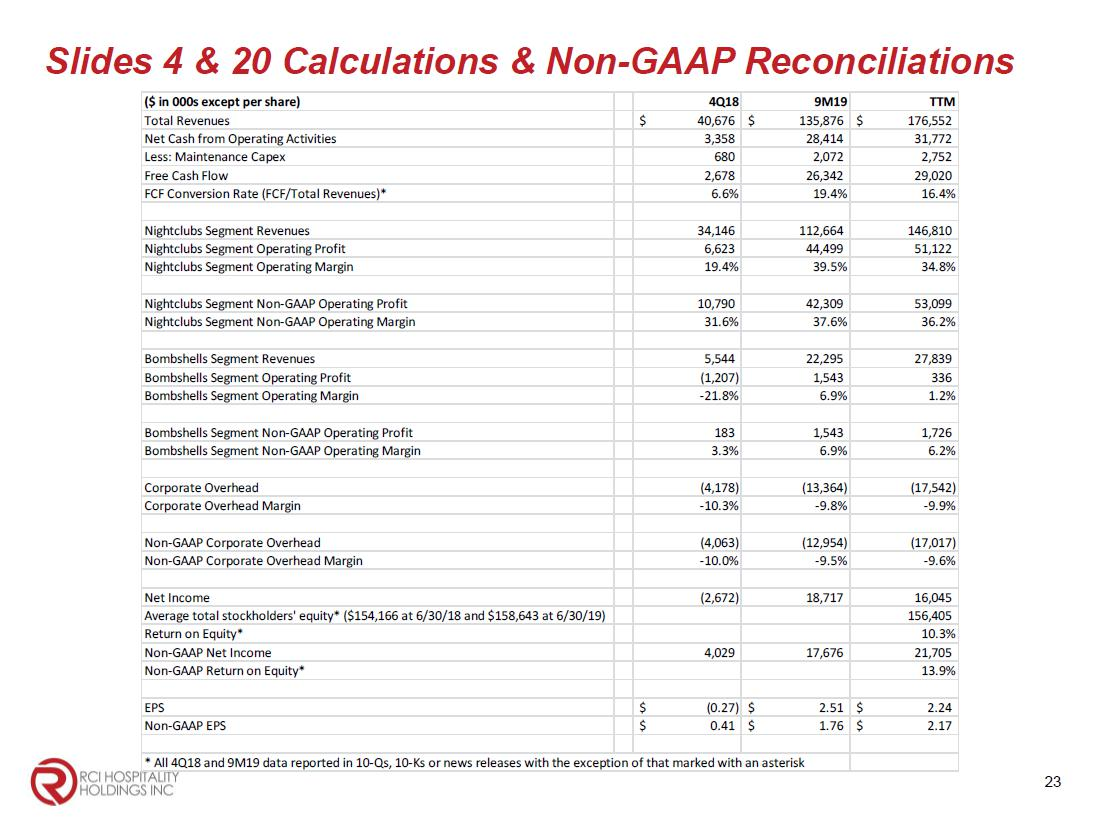 Slides 4 & 20 Calculations & Non-GAAP Reconciliations
($ in 000s except per share) 4Q18 9M19 TTM
Total Revenues $ 40,676 $ 135,876 $ 176,552
Net Cash from Operating Activities 3,358 28,414 31,772
Less: Maintenance Capex 680 2,072 2,752
Free Cash Flow 2,678 26,342 29,020
FCF Conversion Rate (FCF/Total Revenues)* 6.6% 19.4% 16.4%
Nightclubs Segment Revenues 34,146 112,664 146,810
Nightclubs Segment Operating Profit 6,623 44,499 51,122
Nightclubs Segment Operating Margin 19.4% 39.5% 34.8%
Nightclubs Segment Non-GAAP Operating Profit 10,790 42,309 53,099
Nightclubs Segment Non-GAAP Operating Margin 31.6% 37.6% 36.2%
Bombshells Segment Revenues 5,544 22,295 27,839
Bombshells Segment Operating Profit (1,207) 1,543 336
Bombshells Segment Operating Margin -21.8% 6.9% 1.2%
Bombshells Segment Non-GAAP Operating Profit 183 1,543 1,726
Bombshells Segment Non-GAAP Operating Margin 3.3% 6.9% 6.2%
Corporate Overhead (4,178) (13,364) (17,542)
Corporate Overhead Margin -10.3% -9.8% -9.9%
Non-GAAP Corporate Overhead (4,063) (12,954) (17,017)
Non-GAAP Corporate Overhead Margin -10.0% -9.5% -9.6%
Net Income (2,672) 18,717 16,045
Average total stockholders' equity* ($154,166 at 6/30/18 and $158,643 at 6/30/19) 156,405
Return on Equity* 10.3%
Non-GAAP Net Income 4,029 17,676 21,705
Non-GAAP Return on Equity* 13.9%
EPS $ (0.27) $ 2.51 $ 2.24
Non-GAAP EPS $ 0.41 $ 1.76 $ 2.17
* All 4Q18 and 9M19 data reported in 10-Qs, 10-Ks or news releases with the exception of that marked with an asterisk
RCI HOSPITALITY
HOLDINGS INC
23